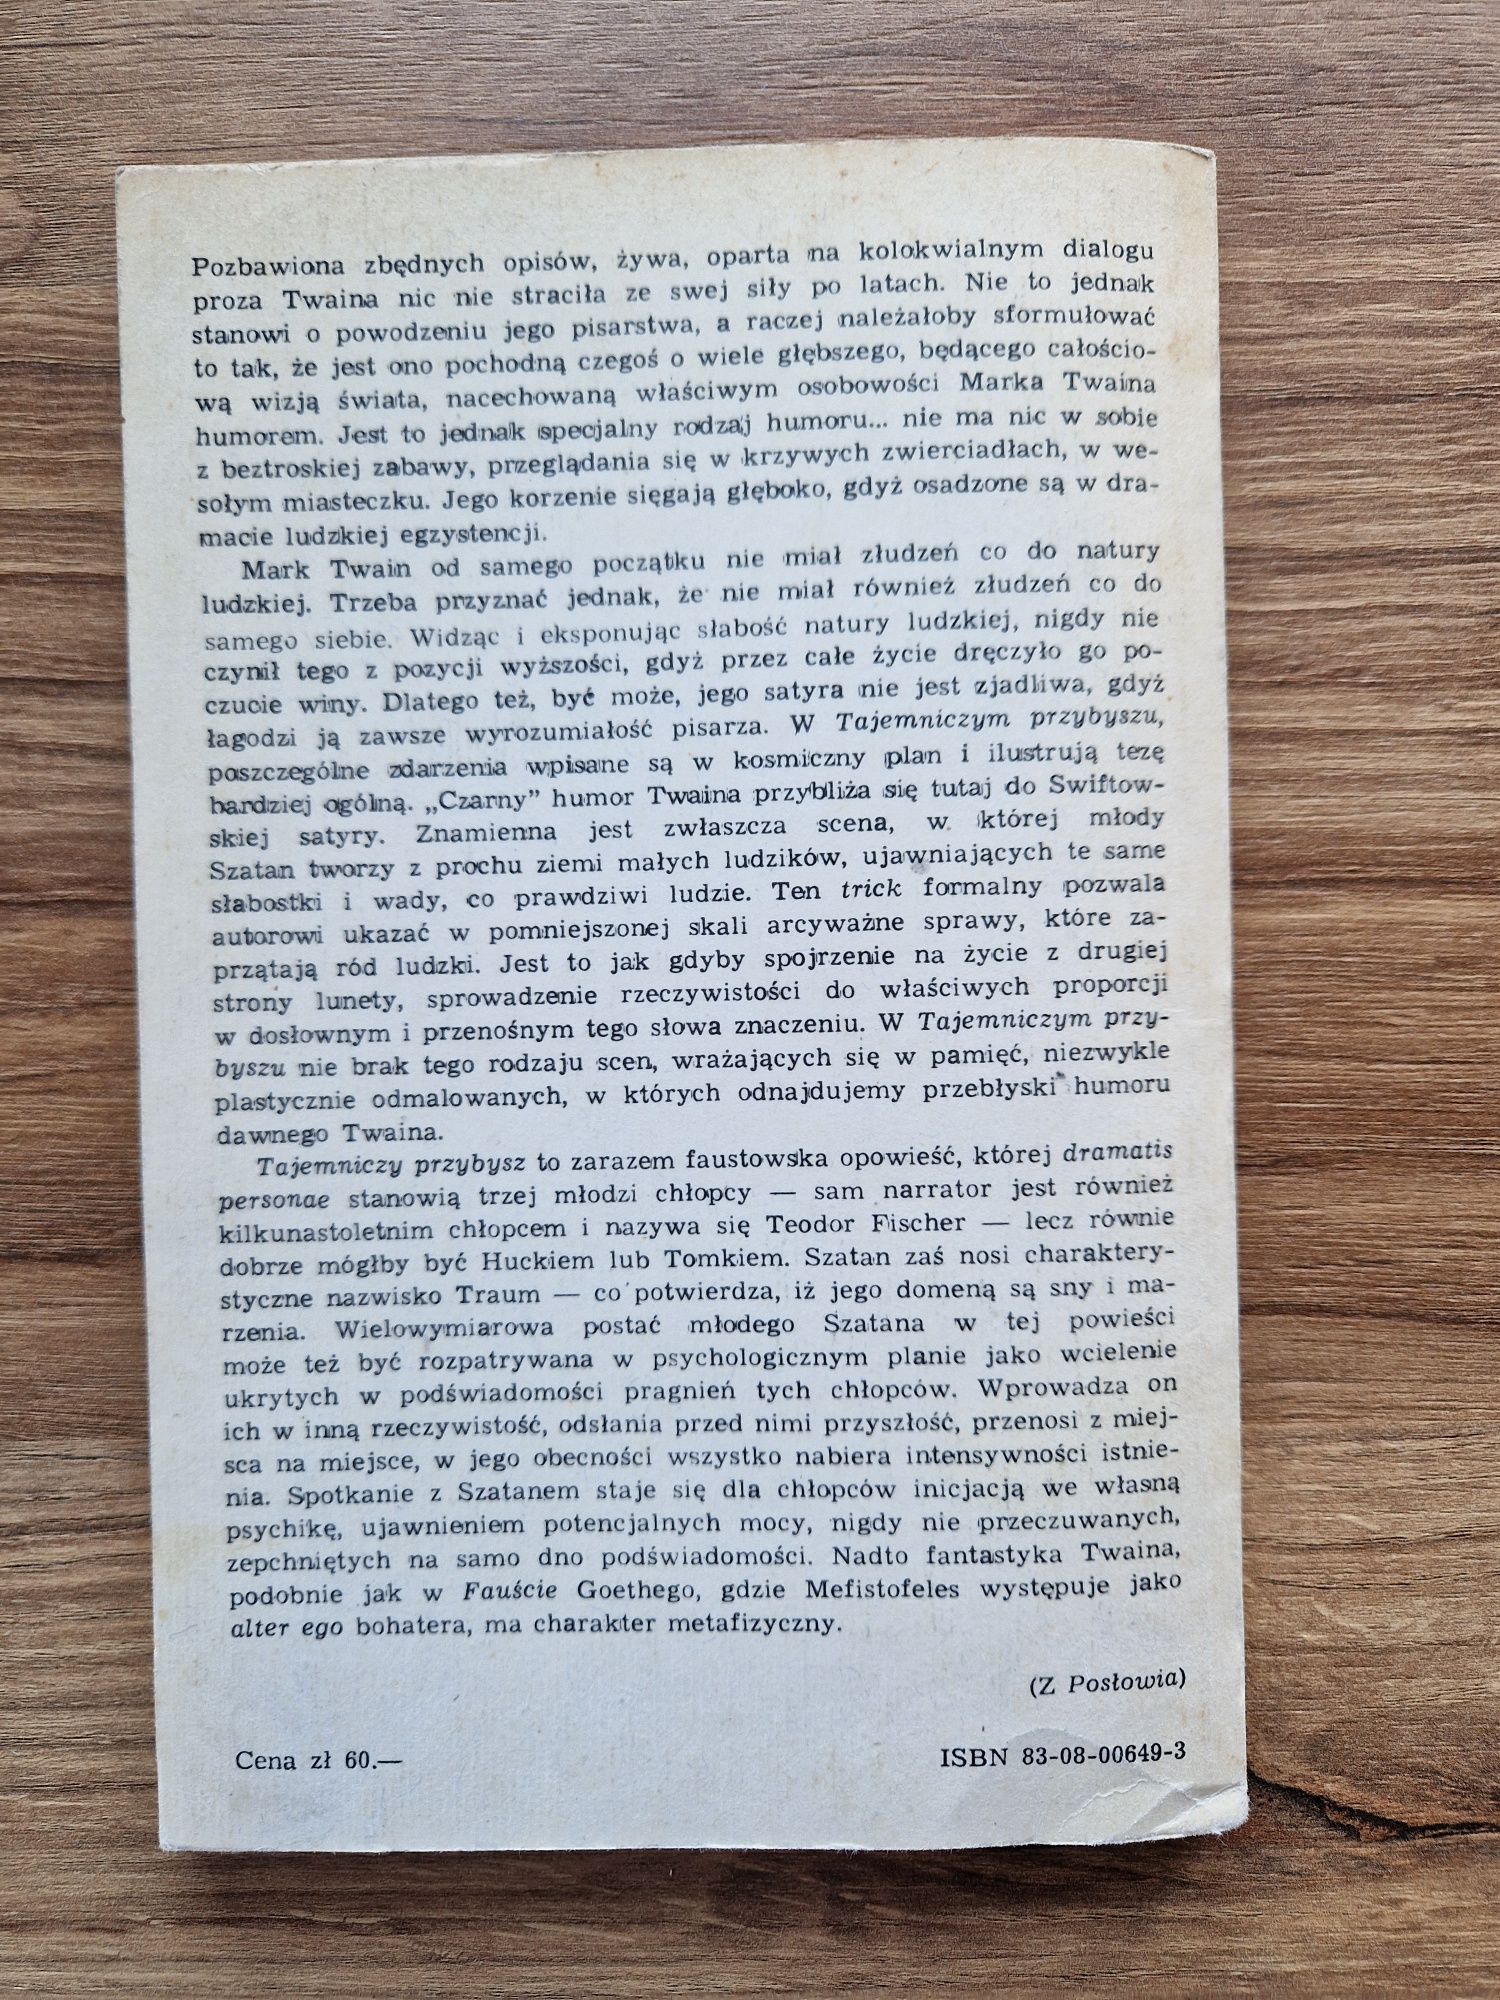 Pozbawiona zbędnych opisów, żywa, oparta na kolokwialnym dialogu
proza Twaina nic nie straciła ze swej siły po latach. Nie to jednak
stanowi o powodzeniu jego pisarstwa, a raczej należałoby sformułować
to tak, że jest ono pochodną czegoś o wiele głębszego, będącego całościo-
wą wizją świata, nacechowaną właściwym osobowości Marka Twaina
humorem. Jest to jednak specjalny rodzaj humoru... nie ma nic w sobie
z beztroskiej zabawy, przeglądania się w krzywych zwierciadłach, w we-
sołym miasteczku. Jego korzenie sięgają głęboko, gdyż osadzone są w dra-
macie ludzkiej egzystencji.
Mark Twain od samego początku nie miał złudzeń co do natury
ludzkiej. Trzeba przyznać jednak, że nie miał również złudzeń co do
samego siebie. Widząc i eksponując słabość natury ludzkiej, nigdy nie
czynił tego z pozycji wyższości, gdyż przez całe życie dręczyło go po-
czucie winy. Dlatego też, być może, jego satyra nie jest zjadliwa, gdyż
łagodzi ją zawsze wyrozumiałość pisarza. W Tajemniczym przybyszu,
poszczególne zdarzenia wpisane są w kosmiczny plan i ilustrują tezę
bardziej ogólną. „Czarny” humor Twaina przybliża się tutaj do Swiftow-
skiej satyry. Znamienna jest zwłaszcza scena, w której młody
Szatan tworzy z prochu ziemi małych ludzików, ujawniających te same
słabostki i wady, co prawdziwi ludzie. Ten trick formalny pozwala
autorowi ukazać w pomniejszonej skali arcyważne sprawy, które za-
przątają ród ludzki. Jest to jak gdyby spojrzenie na życie z drugiej
strony lunety, sprowadzenie rzeczywistości do właściwych proporcji
w dosłownym i przenośnym tego słowa znaczeniu. W Tajemniczym przy-
byszu nie brak tego rodzaju scen, wrażających się w pamięć, niezwykle
plastycznie odmalowanych, w których odnajdujemy przebłyski humoru
dawnego Twaina.
Tajemniczy przybysz to zarazem faustowska opowieść, której dramatis
personae stanowią trzej młodzi chłopcy — sam narrator jest również
kilkunastoletnim chłopcem i nazywa się Teodor Fischer — lecz równie
dobrze mógłby być Huckiem lub Tomkiem. Szatan zaś nosi charaktery-
styczne nazwisko Traum — co potwierdza, iż jego domeną są sny i ma-
rzenia. Wielowymiarowa postać młodego Szatana w tej powieści
może też być rozpatrywana w psychologicznym planie jako wcielenie
ukrytych w podświadomości pragnień tych chłopców. Wprowadza on
ich w inną rzeczywistość, odsłania przed nimi przyszłość, przenosi z miej-
sca na miejsce, w jego obecności wszystko nabiera intensywności istnie-
nia. Spotkanie z Szatanem staje się dla chłopców inicjacją we własną
psychikę, ujawnieniem potencjalnych mocy, nigdy nie przeczuwanych,
zepchniętych na samo dno podświadomości. Nadto fantastyka Twaina,
podobnie jak w Fauście Goethego, gdzie Mefistofeles występuje jako
alter ego bohatera, ma charakter metafizyczny.
(Z Posłowia)
Cena zł 60.—
ISBN 83-08-00649-3